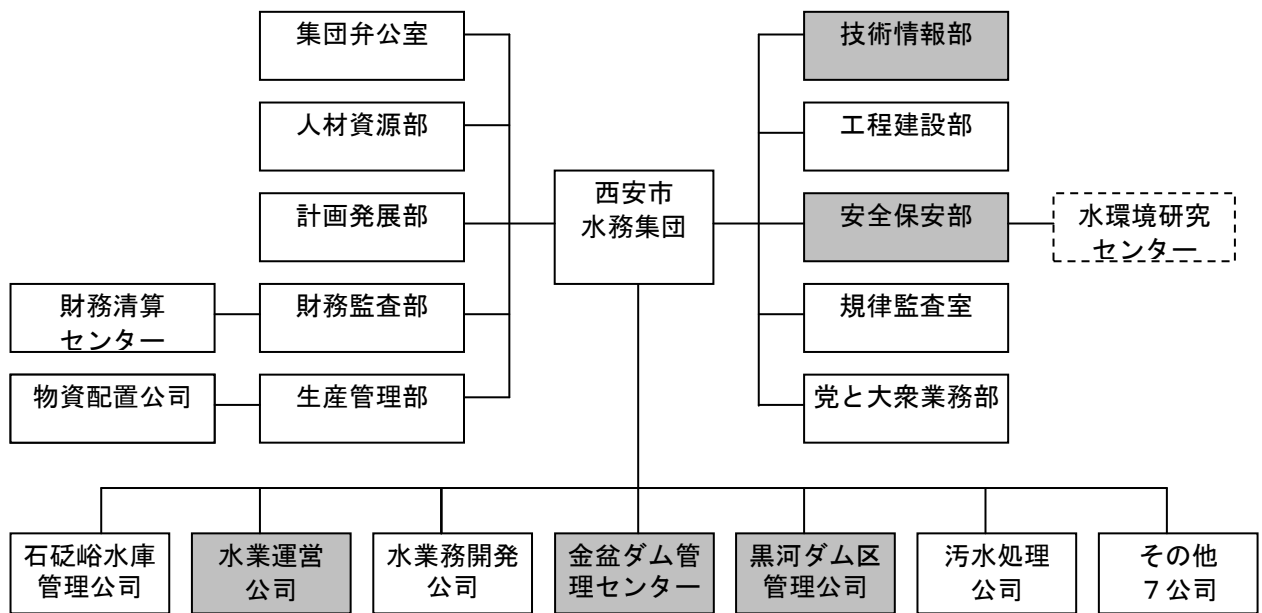 集団弁公室
技術情報部
人材資源部
工程建設部
西安市
水務集団
計画発展部
安全保安部
水環境研究
センター
財務清算
センター
財務監査部
規律監査室
物資配置公司
生産管理部
党と大衆業務部
石砭峪水庫
管理公司
水業運営
公司
水業務開発
公司
金盆ダム管
理センター
黒河ダム区
管理公司
汚水処理
公司
その他
７公司